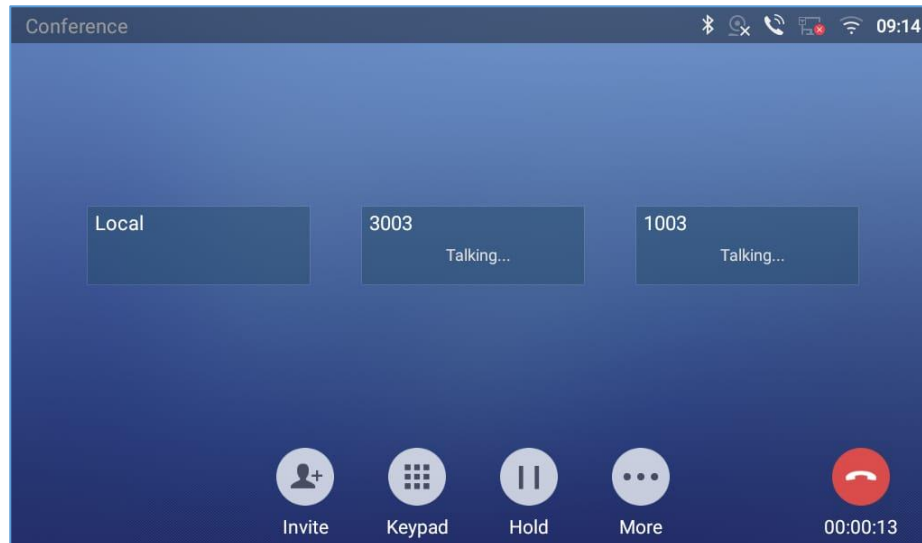 Conference 09:14
Local 3003 1003
Talking... Talking...
Invite Keypad Hold More 00:00:13